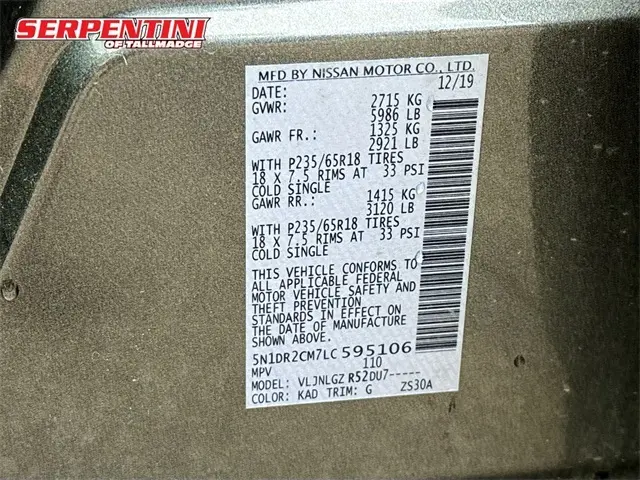 SERPENTINI
OF TALLMADGE
MFD BY NISSAN MOTOR CO., LTD.
DATE: 12/19
GVWR: 2715 KG
5986 LB
GAWR FR.: 1325 KG
2921 LB
WITH P235/65R18 TIRES
18 X 7.5 RIMS AT 33 PSI
COLD SINGLE
GAWR RR.: 1415 KG
3120 LB
WITH P235/65R18 TIRES
18 X 7.5 RIMS AT 33 PSI
COLD SINGLE
THIS VEHICLE CONFORMS TO
ALL APPLICABLE FEDERAL
MOTOR VEHICLE SAFETY AND
THEFT PREVENTION
STANDARDS IN EFFECT ON
THE DATE OF MANUFACTURE
SHOWN ABOVE.
5N1DR2CM7LC595106
MPV 110
MODEL: VLJNLGZ R52DU7-----
COLOR: KAD TRIM: G ZS30A